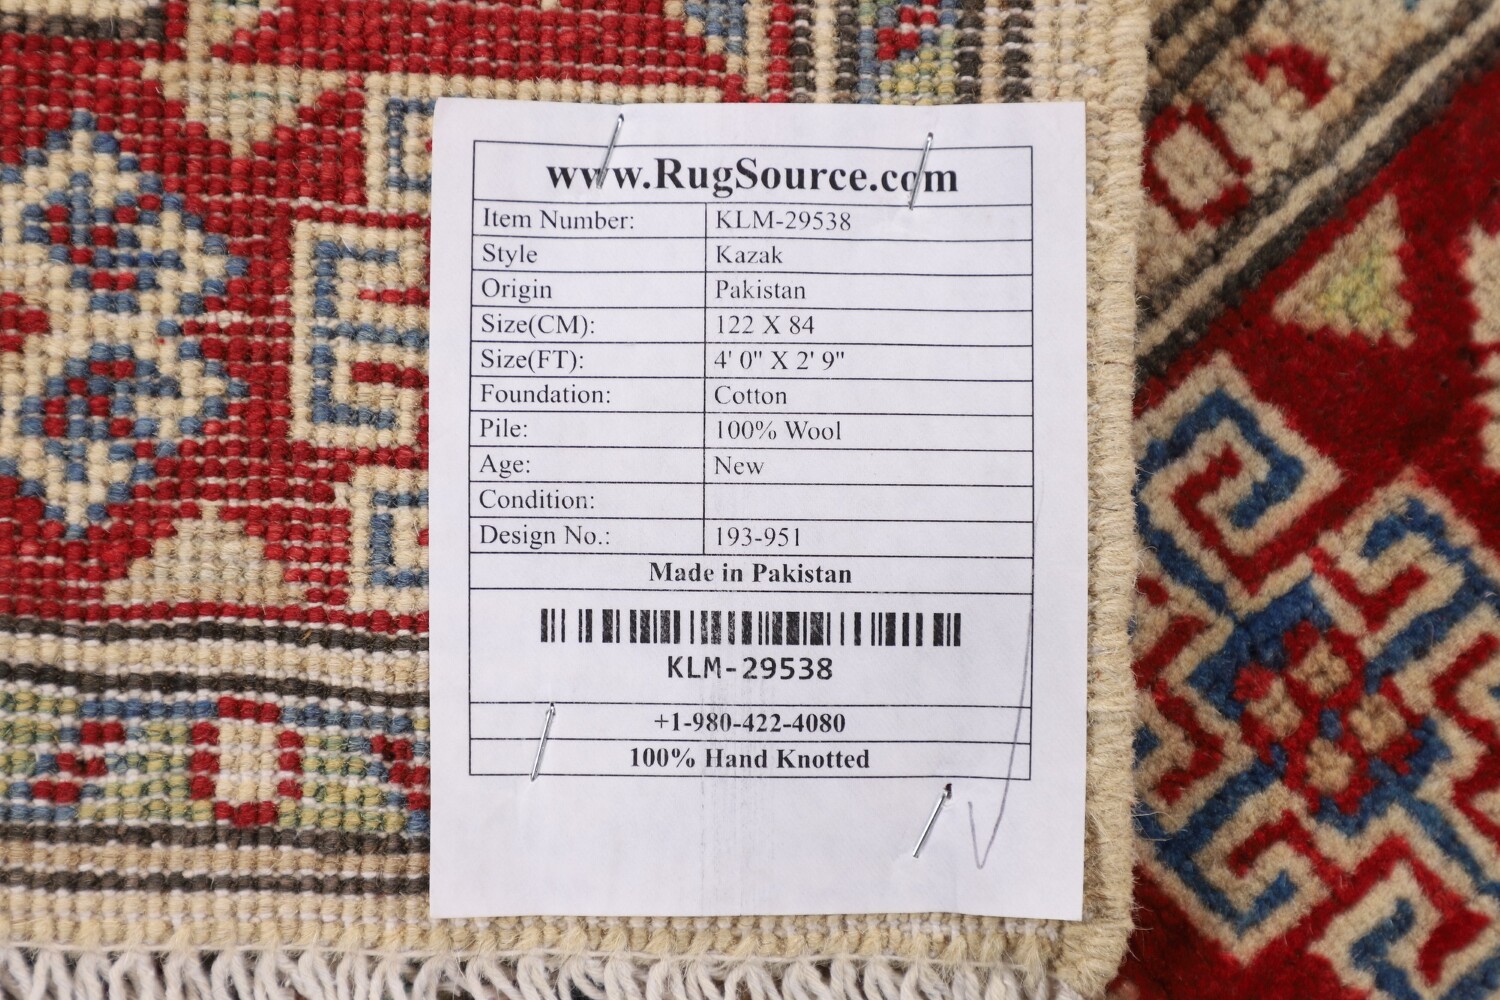 www.RugSource.com
Item Number: KLM-29538
Style Kazak
Origin Pakistan
Size(CM): 122 X 84
Size(FT): 4' 0" X 2' 9"
Foundation: Cotton
Pile: 100% Wool
Age: New
Condition:
Design No.: 193-951
Made in Pakistan
KLM-29538
+1-980-422-4080
100% Hand Knotted